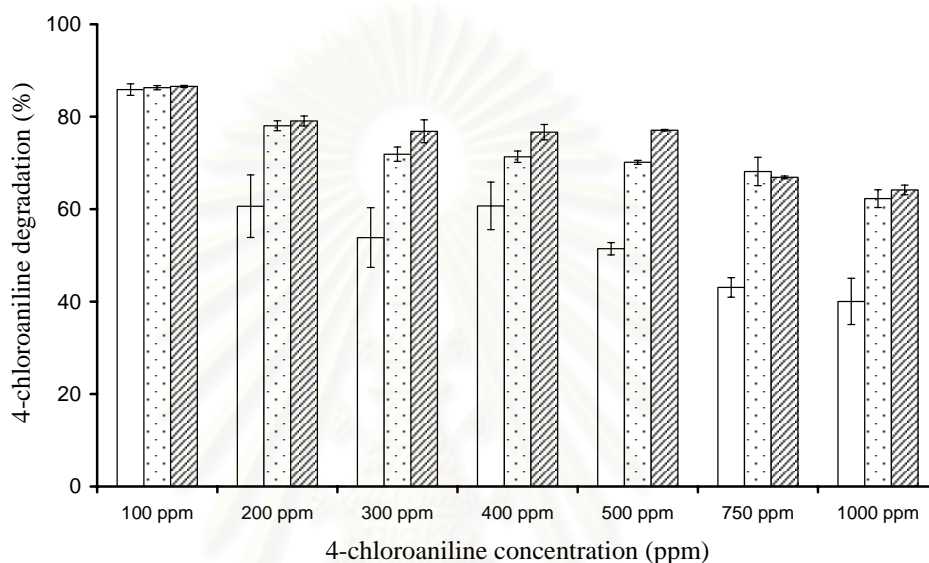 100
80
60
40
20
0
4-chloroaniline degradation (%)
100 ppm 200 ppm 300 ppm 400 ppm 500 ppm 750 ppm 1000 ppm
4-chloroaniline concentration (ppm)